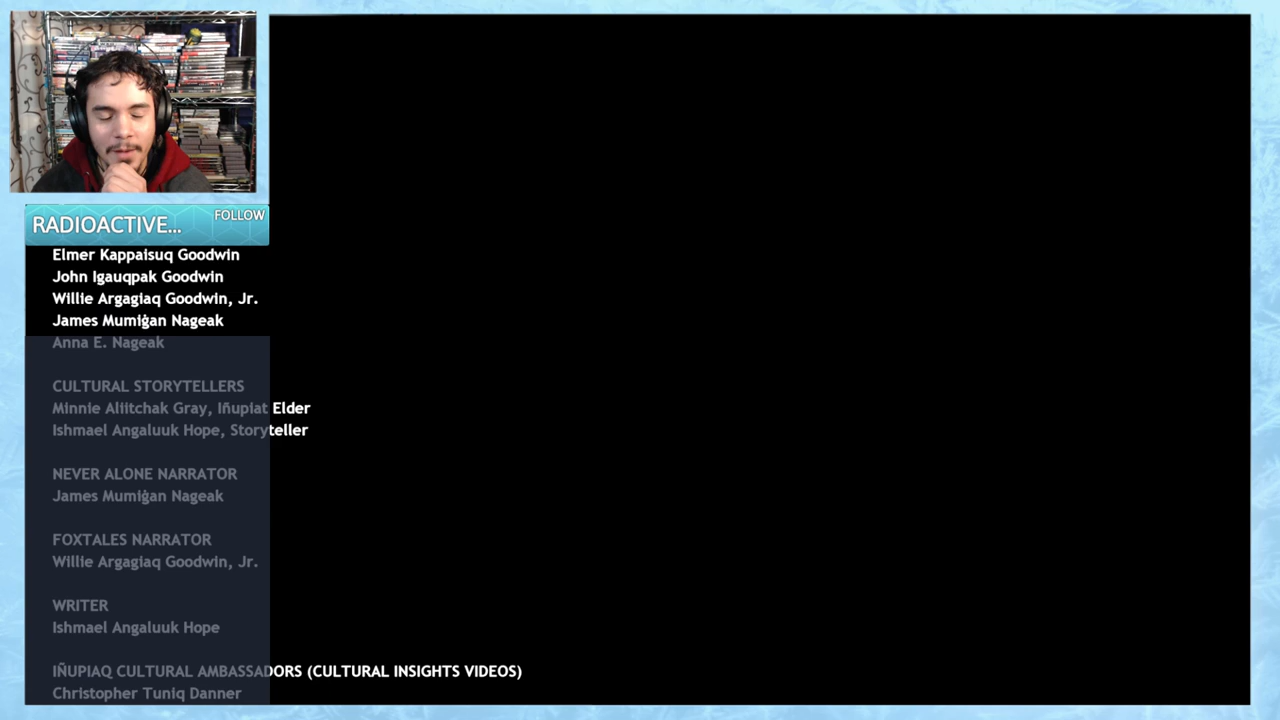 RADIOACTIVE...
FOLLOW
Elmer Kappaisuq Goodwin
John Igauqpak Goodwin
Willie Argagiaq Goodwin, Jr.
James Mumiġan Nageak
Anna E. Nageak
CULTURAL STORYTELLERS
Minnie Aliitchak Gray, Iñupiat Elder
Ishmael Angaluuk Hope, Storyteller
NEVER ALONE NARRATOR
James Mumiġan Nageak
FOXTALES NARRATOR
Willie Argagiaq Goodwin, Jr.
WRITER
Ishmael Angaluuk Hope
IÑUPIAQ CULTURAL AMBASSADORS (CULTURAL INSIGHTS VIDEOS)
Christopher Tuniq Danner